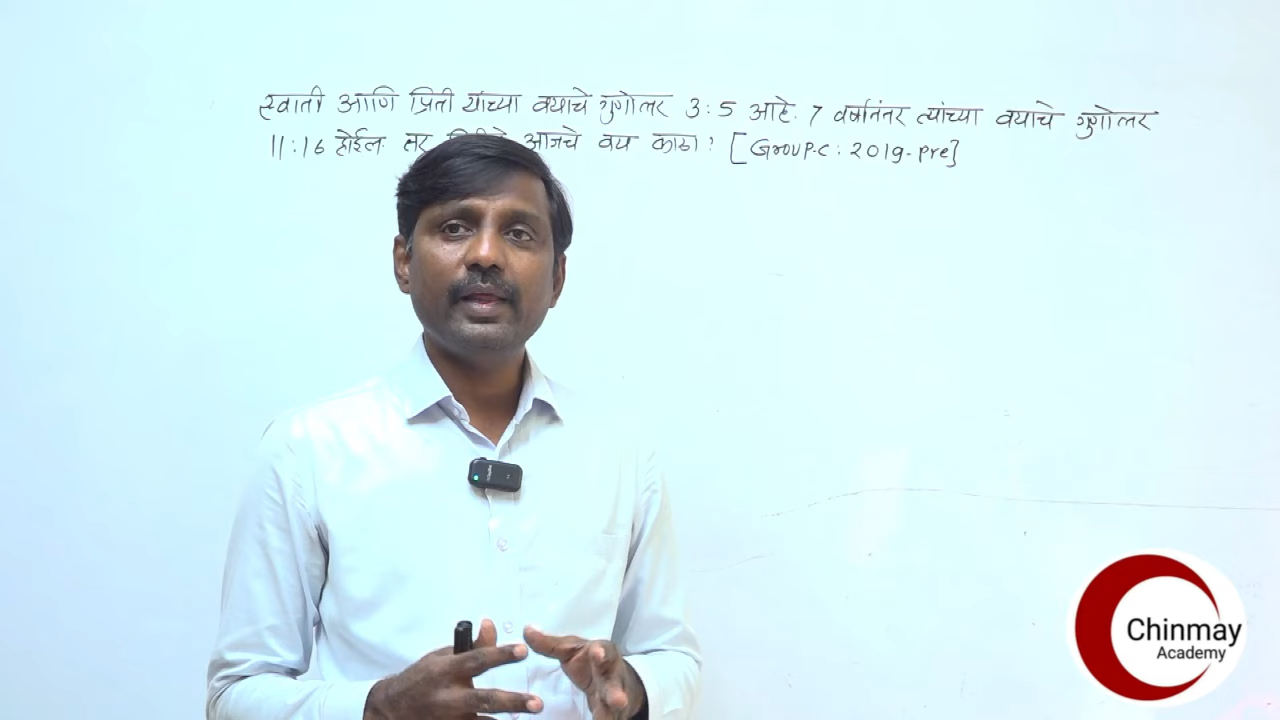 स्वाती आणि प्रिती यांच्या वयाचे गुणोत्तर 3:5 आहे. 7 वर्षानंतर त्यांच्या वयाचे गुणोत्तर
11:16 होईल. तर आजचे वय काढा? [Group-C: 2019-Pre]
Chinmay
Academy